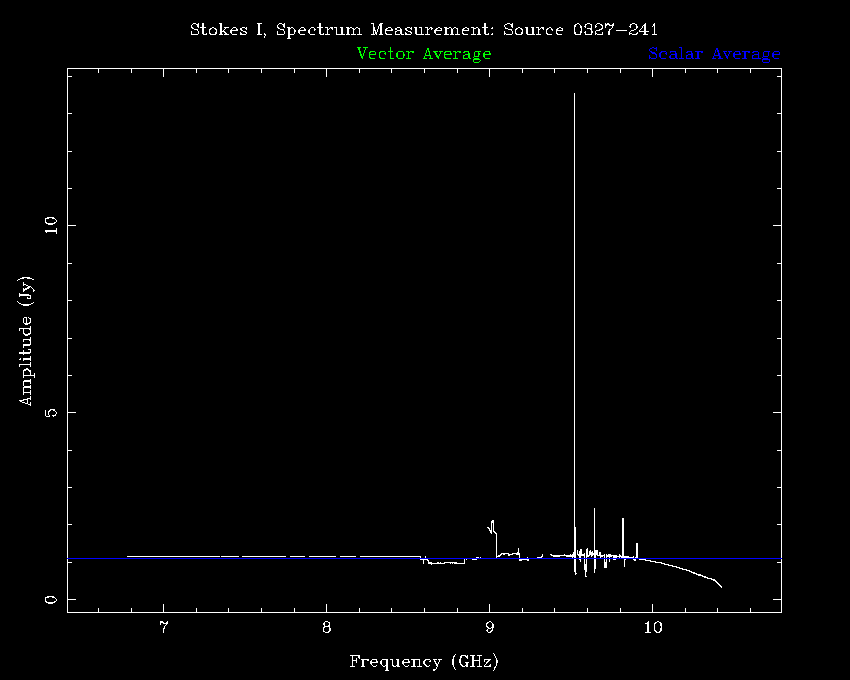 Stokes I, Spectrum Measurement: Source 0327-241
Vector Average
Scalar Average
10
5
0
Amplitude (Jy)
7 8 9 10
Frequency (GHz)